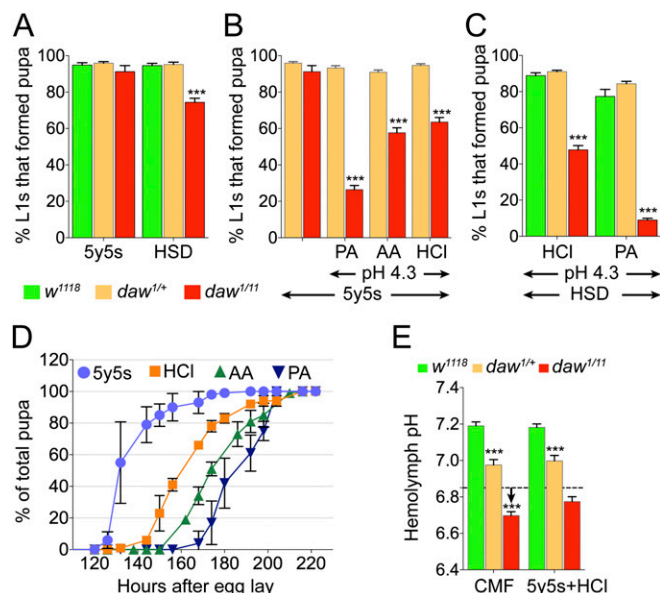 A
% L1s that formed pupa
100
80
60
40
20
0
***
5y5s HSD
B
% L1s that formed pupa
100
80
60
40
20
0
***
***
***
PA AA HCl
pH 4.3
5y5s
C
% L1s that formed pupa
100
80
60
40
20
0
***
***
HCl PA
pH 4.3
HSD
w1118 daw1/+ daw1/11
D
% of total pupa
120
100
80
60
40
20
0
5y5s HCl AA PA
120 140 160 180 200 220
Hours after egg lay
E
w1118 daw1/+ daw1/11
Hemolymph pH
7.4
7.2
7.0
6.8
6.6
6.4
***
***
***
CMF 5y5s+HCl